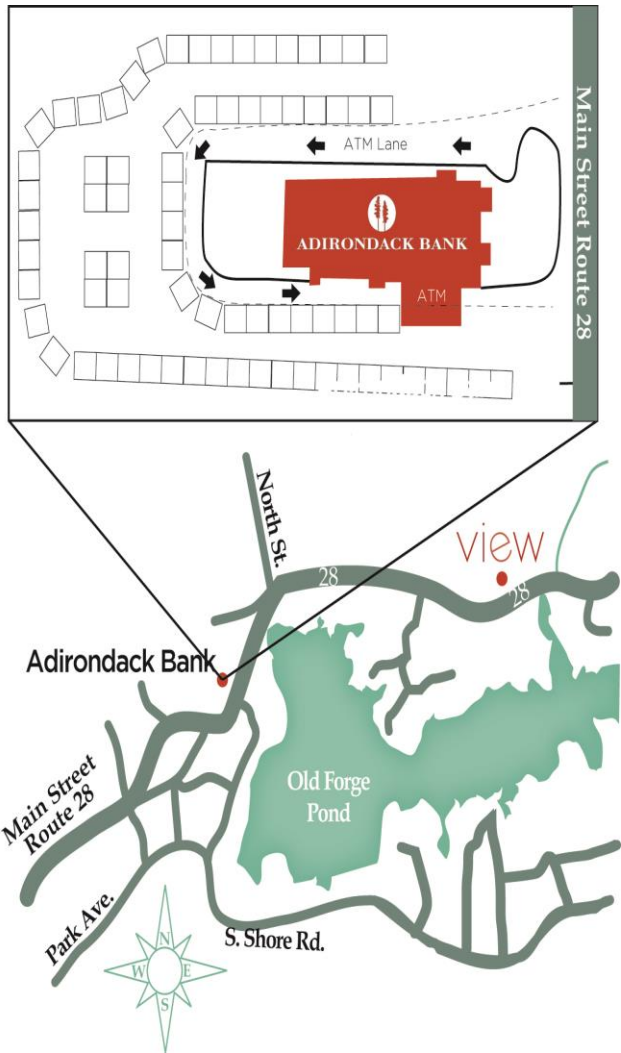 Main Street Route 28
ATM Lane
ADIRONDACK BANK
ATM
North St.
view
28
28
Adirondack Bank
Main Street
Route 28
Old Forge
Pond
Park Ave.
S. Shore Rd.
N
W E
S